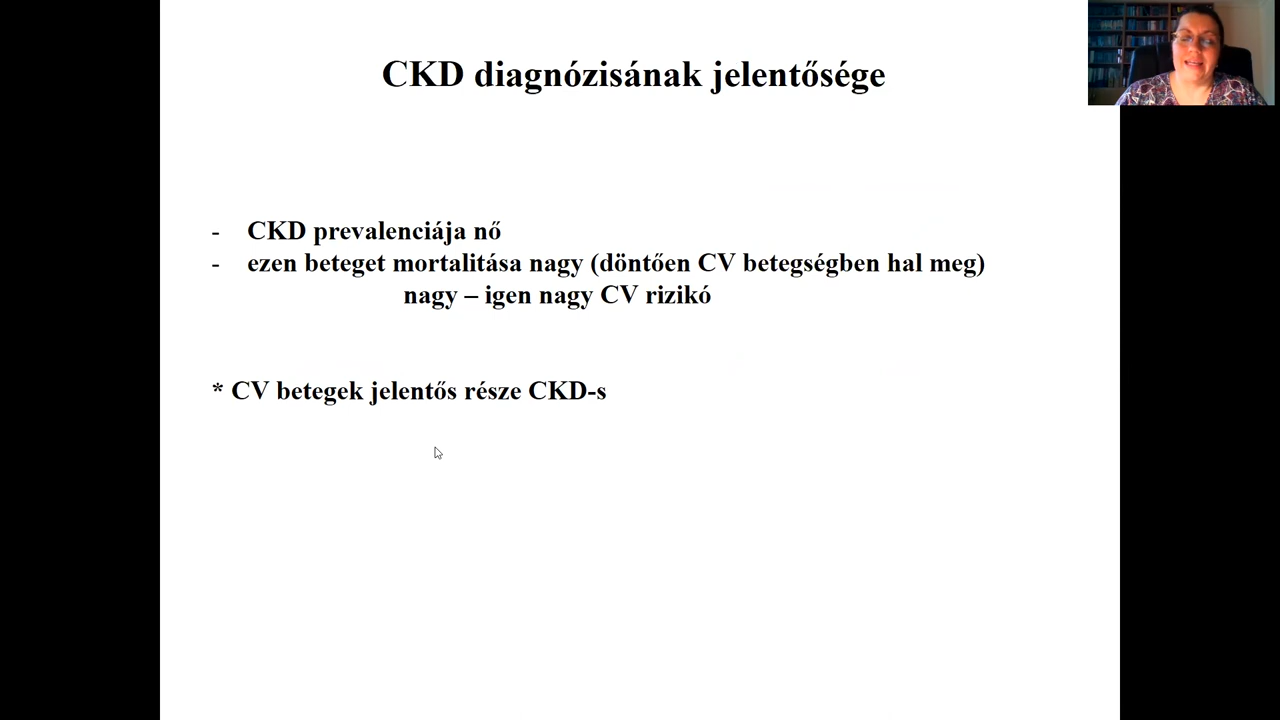 CKD diagnózisának jelentősége
- CKD prevalenciája nő
- ezen beteget mortalitása nagy (döntően CV betegségben hal meg)
nagy – igen nagy CV rizikó
* CV betegek jelentős része CKD-s